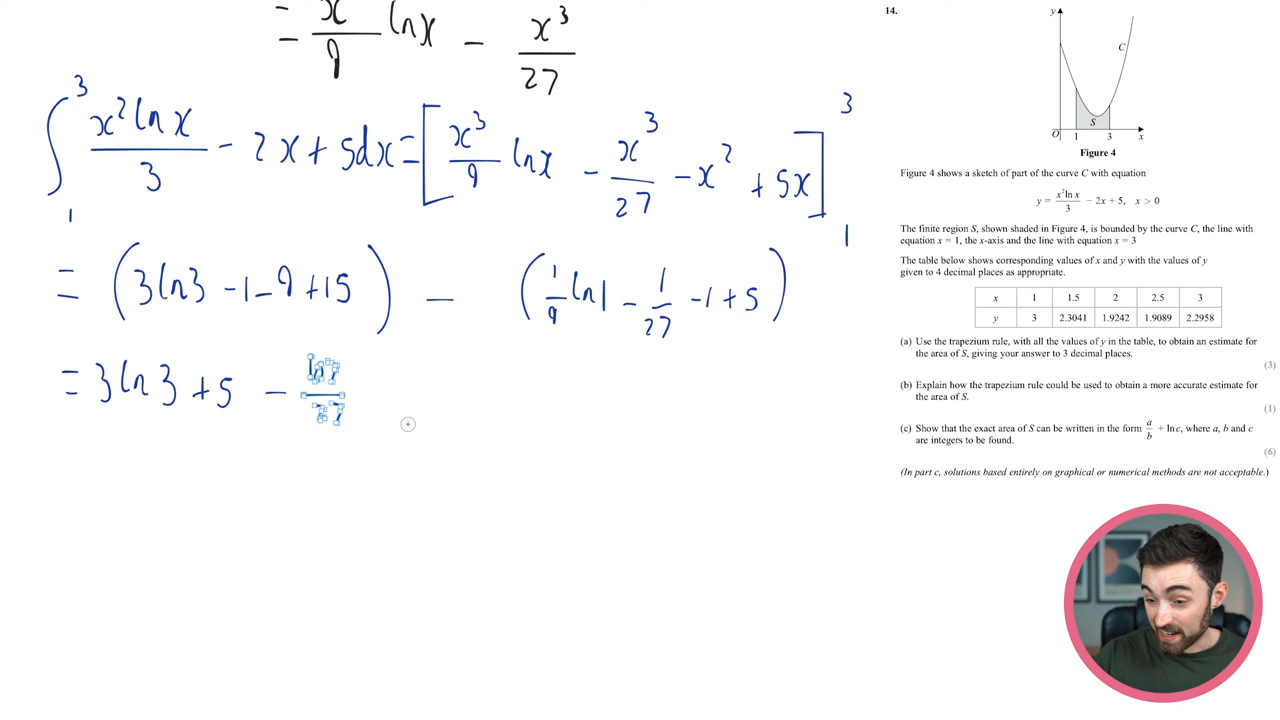 = x/9 ln x - x³/27
∫₁³ x² ln x/3 - 2x + 5 dx = [x³/9 ln x - x³/27 - x² + 5x]₁³
= (3 ln 3 - 1 - 9 + 15) - (1/9 ln 1 - 1/27 - 1 + 5)
= 3 ln 3 + 5 -
14.
y
C
S
O 1 3 x
Figure 4
Figure 4 shows a sketch of part of the curve C with equation
y = x² ln x/3 - 2x + 5, x > 0
The finite region S, shown shaded in Figure 4, is bounded by the curve C, the line with
equation x = 1, the x-axis and the line with equation x = 3
The table below shows corresponding values of x and y with the values of y
given to 4 decimal places as appropriate.
x 1 1.5 2 2.5 3
y 3 2.3041 1.9242 1.9089 2.2958
(a) Use the trapezium rule, with all the values of y in the table, to obtain an estimate for
the area of S, giving your answer to 3 decimal places.
(3)
(b) Explain how the trapezium rule could be used to obtain a more accurate estimate for
the area of S.
(1)
(c) Show that the exact area of S can be written in the form a/b + ln c, where a, b and c
are integers to be found.
(6)
(In part c, solutions based entirely on graphical or numerical methods are not acceptable.)